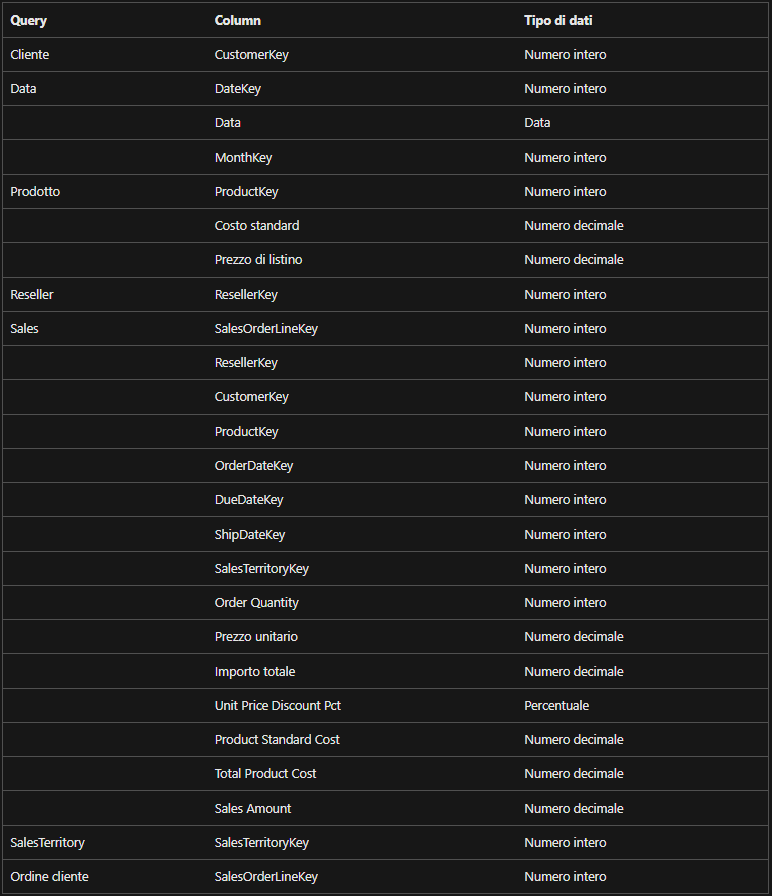 Query Column Tipo di dati
Cliente CustomerKey Numero intero
Data DateKey Numero intero
Data Data
MonthKey Numero intero
Prodotto ProductKey Numero intero
Costo standard Numero decimale
Prezzo di listino Numero decimale
Reseller ResellerKey Numero intero
Sales SalesOrderLineKey Numero intero
ResellerKey Numero intero
CustomerKey Numero intero
ProductKey Numero intero
OrderDateKey Numero intero
DueDateKey Numero intero
ShipDateKey Numero intero
SalesTerritoryKey Numero intero
Order Quantity Numero intero
Prezzo unitario Numero decimale
Importo totale Numero decimale
Unit Price Discount Pct Percentuale
Product Standard Cost Numero decimale
Total Product Cost Numero decimale
Sales Amount Numero decimale
SalesTerritory SalesTerritoryKey Numero intero
Ordine cliente SalesOrderLineKey Numero intero